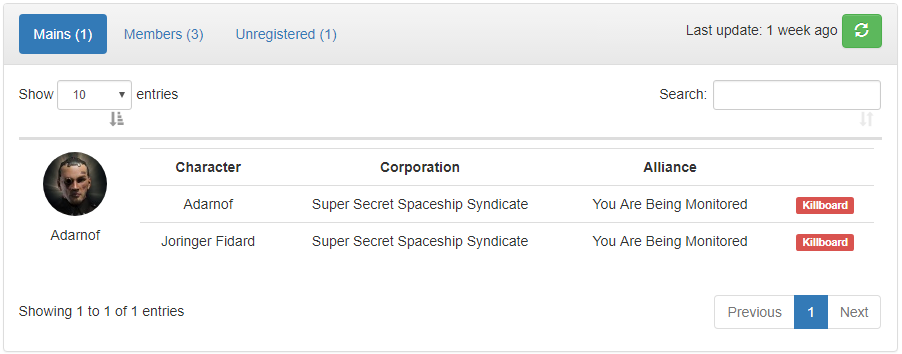 Mains (1) Members (3) Unregistered (1) Last update: 1 week ago
Show 10 entries Search:
Character Corporation Alliance
Adarnof Super Secret Spaceship Syndicate You Are Being Monitored Killboard
Adarnof
Joringer Fidard Super Secret Spaceship Syndicate You Are Being Monitored Killboard
Showing 1 to 1 of 1 entries Previous 1 Next